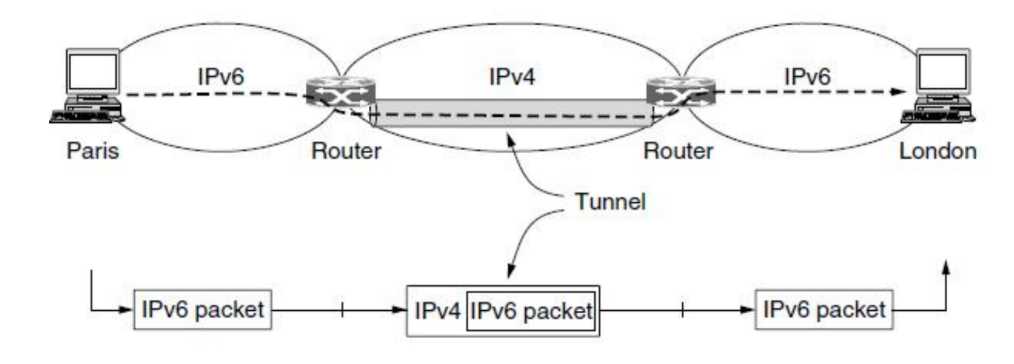 IPv6
IPv4
IPv6
Paris
Router
Router
London
Tunnel
IPv6 packet
IPv4 IPv6 packet
IPv6 packet